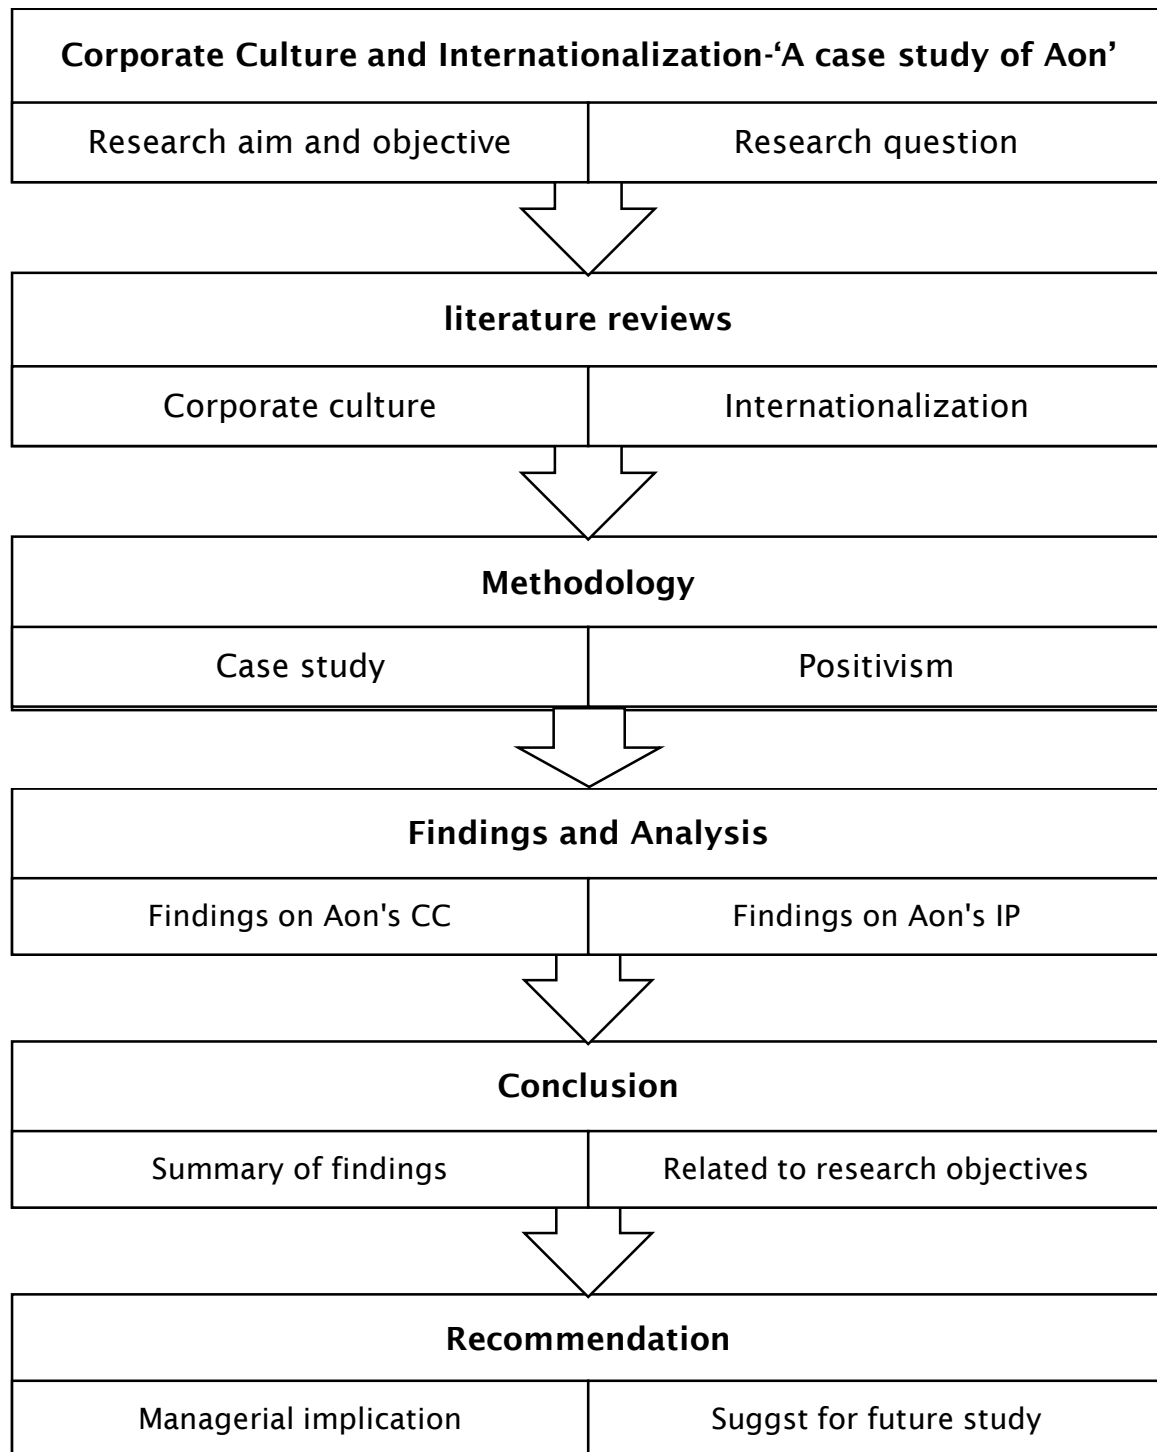 Corporate Culture and Internationalization-‘A case study of Aon’
Research aim and objective
Research question
literature reviews
Corporate culture
Internationalization
Methodology
Case study
Positivism
Findings and Analysis
Findings on Aon's CC
Findings on Aon's IP
Conclusion
Summary of findings
Related to research objectives
Recommendation
Managerial implication
Suggst for future study